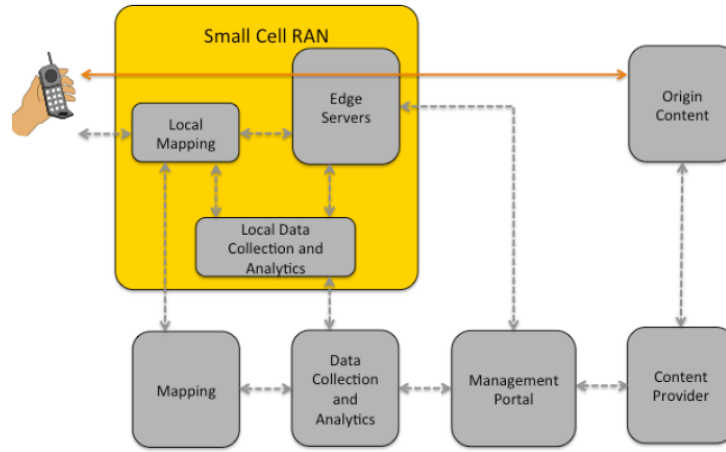 Small Cell RAN
Edge
Servers
Origin
Content
Local
Mapping
Local Data
Collection and
Analytics
Mapping
Data
Collection
and
Analytics
Management
Portal
Content
Provider